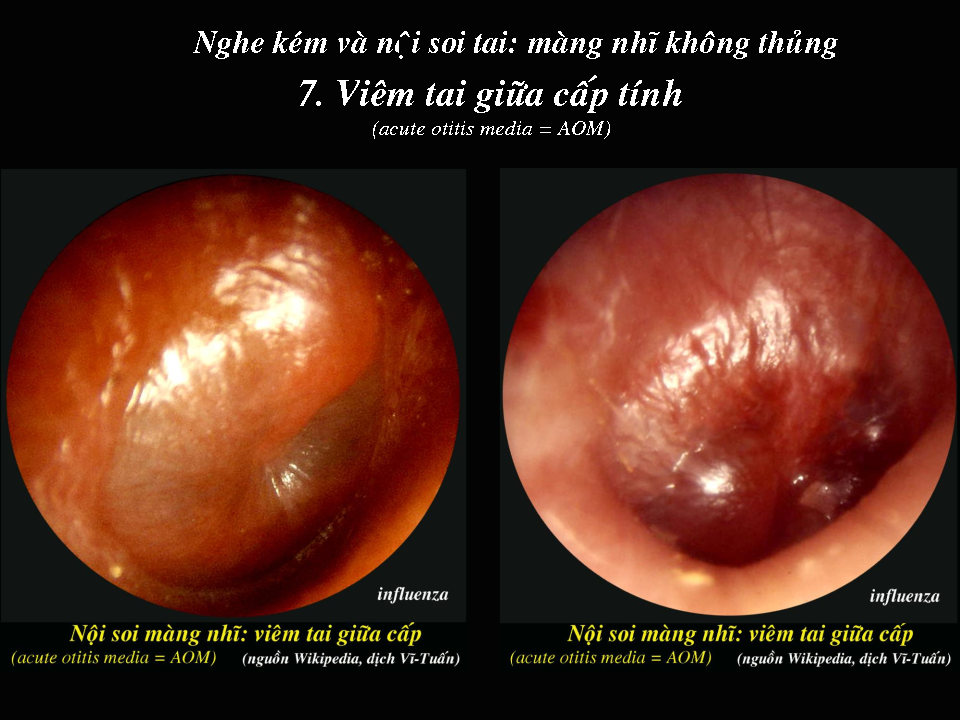 Nghe kém và nội soi tai: màng nhĩ không thủng
7. Viêm tai giữa cấp tính
(acute otitis media = AOM)
influenza
Nội soi màng nhĩ: viêm tai giữa cấp
(acute otitis media = AOM) (nguồn Wikipedia, dịch Vĩ-Tuấn)
influenza
Nội soi màng nhĩ: viêm tai giữa cấp
(acute otitis media = AOM) (nguồn Wikipedia, dịch Vĩ-Tuấn)